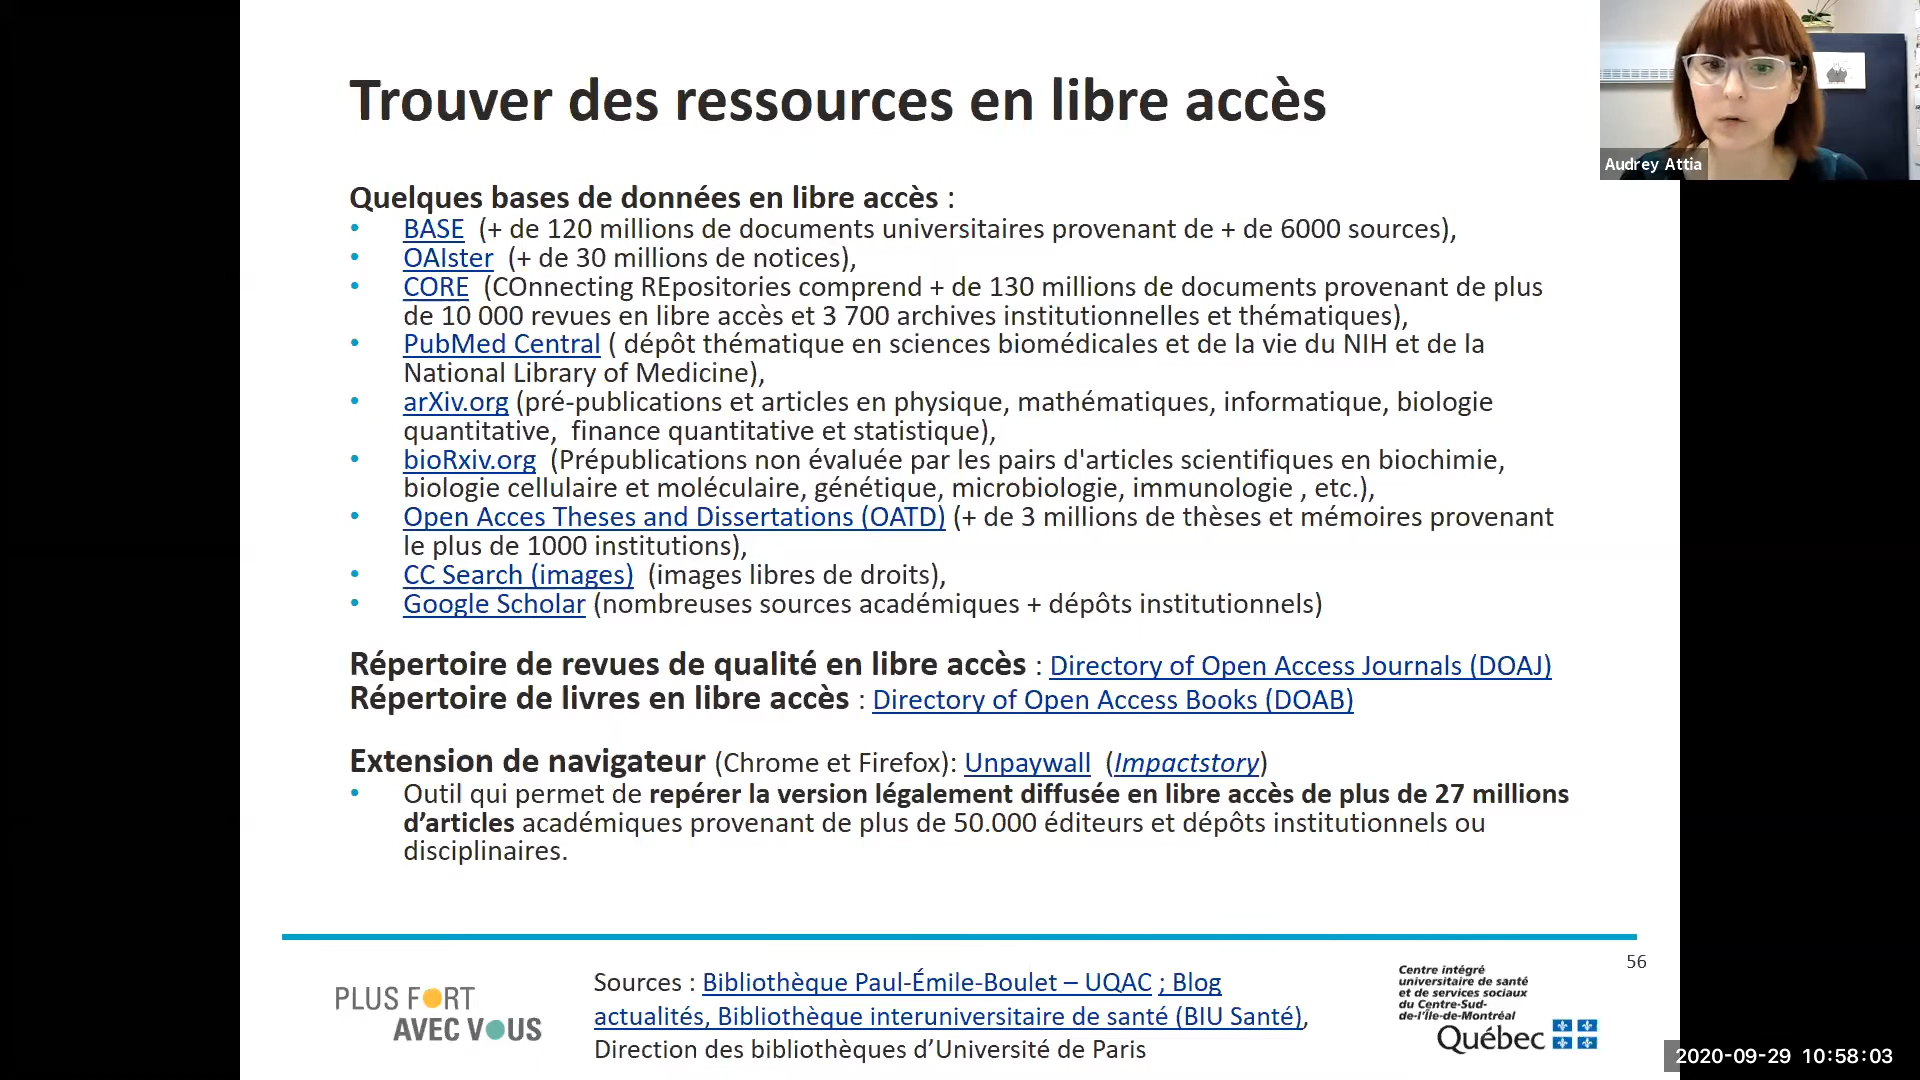 Trouver des ressources en libre accès
Audrey Attia
Quelques bases de données en libre accès :
• BASE (+ de 120 millions de documents universitaires provenant de + de 6000 sources),
• OAIster (+ de 30 millions de notices),
• CORE (COnnecting REpositories comprend + de 130 millions de documents provenant de plus
de 10 000 revues en libre accès et 3 700 archives institutionnelles et thématiques),
• PubMed Central ( dépôt thématique en sciences biomédicales et de la vie du NIH et de la
National Library of Medicine),
• arXiv.org (pré-publications et articles en physique, mathématiques, informatique, biologie
quantitative, finance quantitative et statistique),
• bioRxiv.org (Prépublications non évaluée par les pairs d'articles scientifiques en biochimie,
biologie cellulaire et moléculaire, génétique, microbiologie, immunologie , etc.),
• Open Acces Theses and Dissertations (OATD) (+ de 3 millions de thèses et mémoires provenant
le plus de 1000 institutions),
• CC Search (images) (images libres de droits),
• Google Scholar (nombreuses sources académiques + dépôts institutionnels)
Répertoire de revues de qualité en libre accès : Directory of Open Access Journals (DOAJ)
Répertoire de livres en libre accès : Directory of Open Access Books (DOAB)
Extension de navigateur (Chrome et Firefox): Unpaywall (Impactstory)
• Outil qui permet de repérer la version légalement diffusée en libre accès de plus de 27 millions
d’articles académiques provenant de plus de 50.000 éditeurs et dépôts institutionnels ou
disciplinaires.
56
PLUS FORT
AVEC VOUS
Sources : Bibliothèque Paul-Émile-Boulet – UQAC ; Blog
actualités, Bibliothèque interuniversitaire de santé (BIU Santé),
Direction des bibliothèques d’Université de Paris
Centre intégré
universitaire de santé
et de services sociaux
du Centre-Sud-
de-l’Île-de-Montréal
Québec
2020-09-29 10:58:03